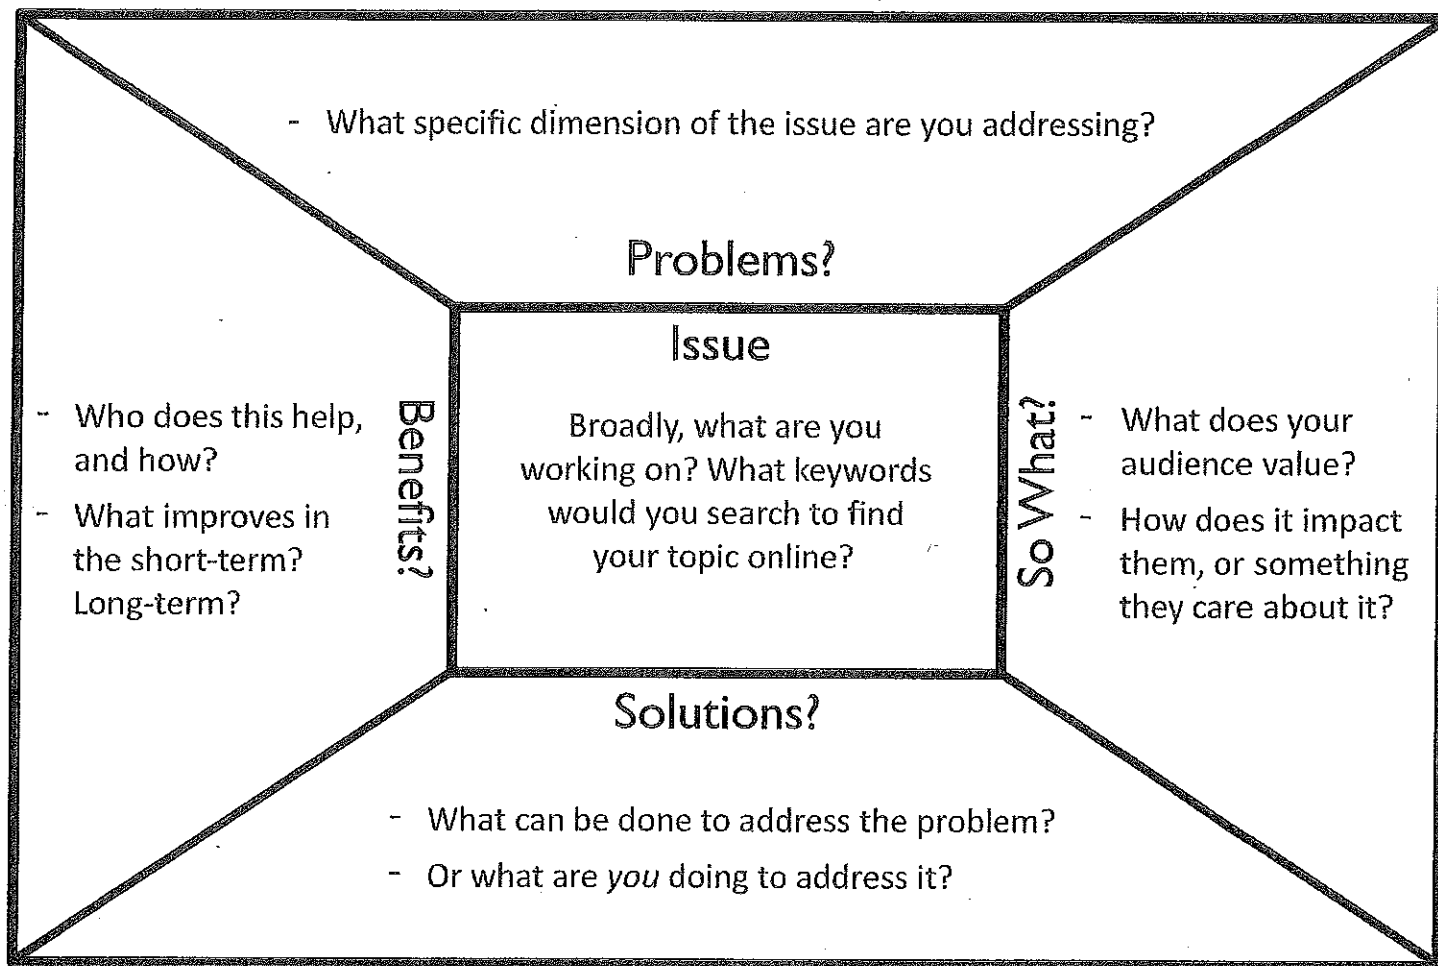 - What specific dimension of the issue are you addressing?
Problems?
Issue
Broadly, what are you
working on? What keywords
would you search to find
your topic online?
Benefits?
- Who does this help,
and how?
- What improves in
the short-term?
Long-term?
So What?
- What does your
audience value?
- How does it impact
them, or something
they care about it?
Solutions?
- What can be done to address the problem?
- Or what are you doing to address it?